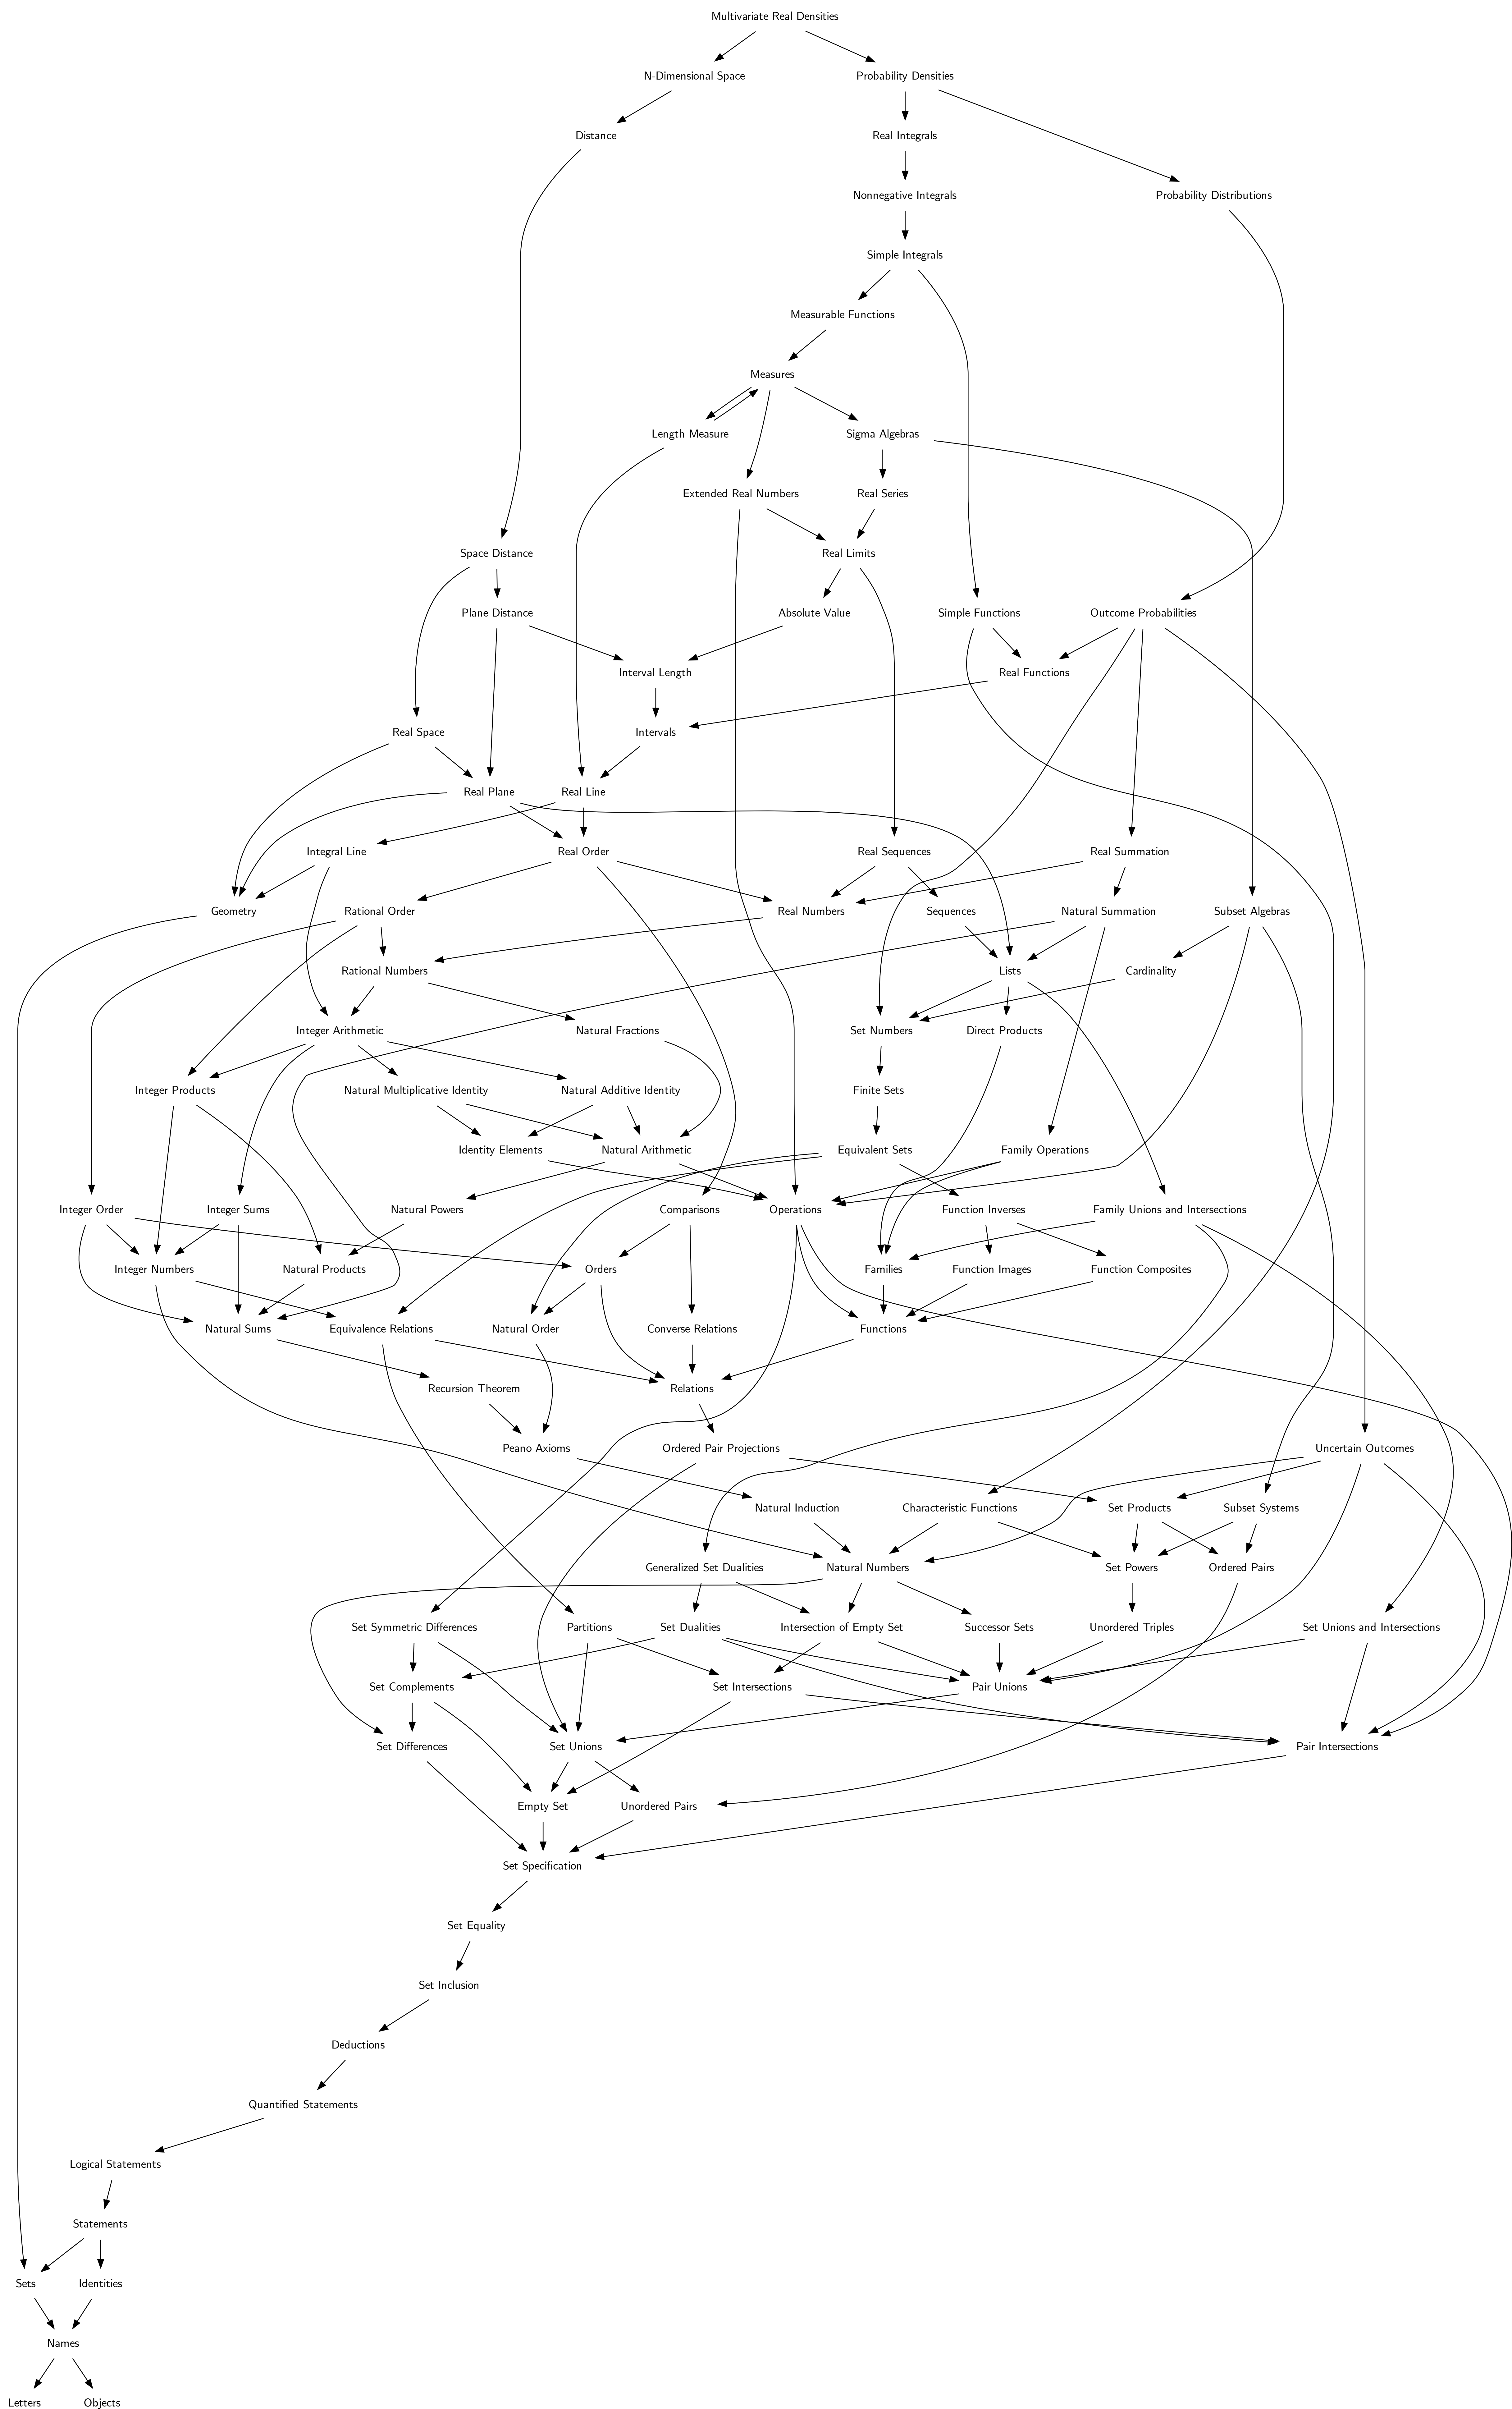 Multivariate Real Densities
N-Dimensional Space
Probability Densities
Distance
Real Integrals
Nonnegative Integrals
Probability Distributions
Simple Integrals
Measurable Functions
Measures
Length Measure
Sigma Algebras
Extended Real Numbers
Real Series
Space Distance
Real Limits
Plane Distance
Absolute Value
Simple Functions
Outcome Probabilities
Interval Length
Real Functions
Real Space
Intervals
Real Plane
Real Line
Integral Line
Real Order
Real Sequences
Real Summation
Geometry
Rational Order
Real Numbers
Sequences
Natural Summation
Subset Algebras
Rational Numbers
Lists
Cardinality
Integer Arithmetic
Natural Fractions
Set Numbers
Direct Products
Integer Products
Natural Multiplicative Identity
Natural Additive Identity
Finite Sets
Identity Elements
Natural Arithmetic
Equivalent Sets
Family Operations
Integer Order
Integer Sums
Natural Powers
Comparisons
Operations
Function Inverses
Family Unions and Intersections
Integer Numbers
Natural Products
Orders
Families
Function Images
Function Composites
Natural Sums
Equivalence Relations
Natural Order
Converse Relations
Functions
Recursion Theorem
Relations
Peano Axioms
Ordered Pair Projections
Uncertain Outcomes
Natural Induction
Characteristic Functions
Set Products
Subset Systems
Generalized Set Dualities
Natural Numbers
Set Powers
Ordered Pairs
Set Symmetric Differences
Partitions
Set Dualities
Intersection of Empty Set
Successor Sets
Unordered Triples
Set Unions and Intersections
Set Complements
Set Intersections
Pair Unions
Set Differences
Set Unions
Pair Intersections
Empty Set
Unordered Pairs
Set Specification
Set Equality
Set Inclusion
Deductions
Quantified Statements
Logical Statements
Statements
Sets
Identities
Names
Letters
Objects